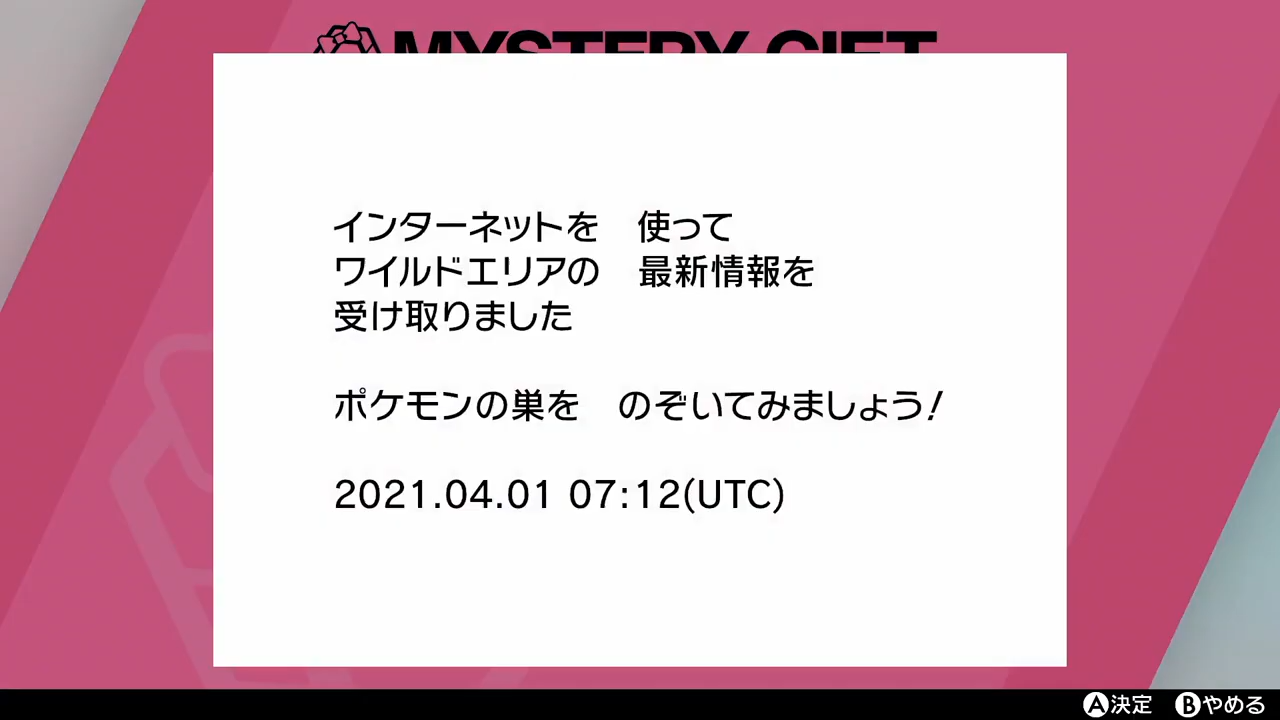 MYSTERY GIFT
インターネットを　使って
ワイルドエリアの　最新情報を
受け取りました
ポケモンの巣を　のぞいてみましょう！
2021.04.01 07:12(UTC)
Ⓐ決定 Ⓑやめる